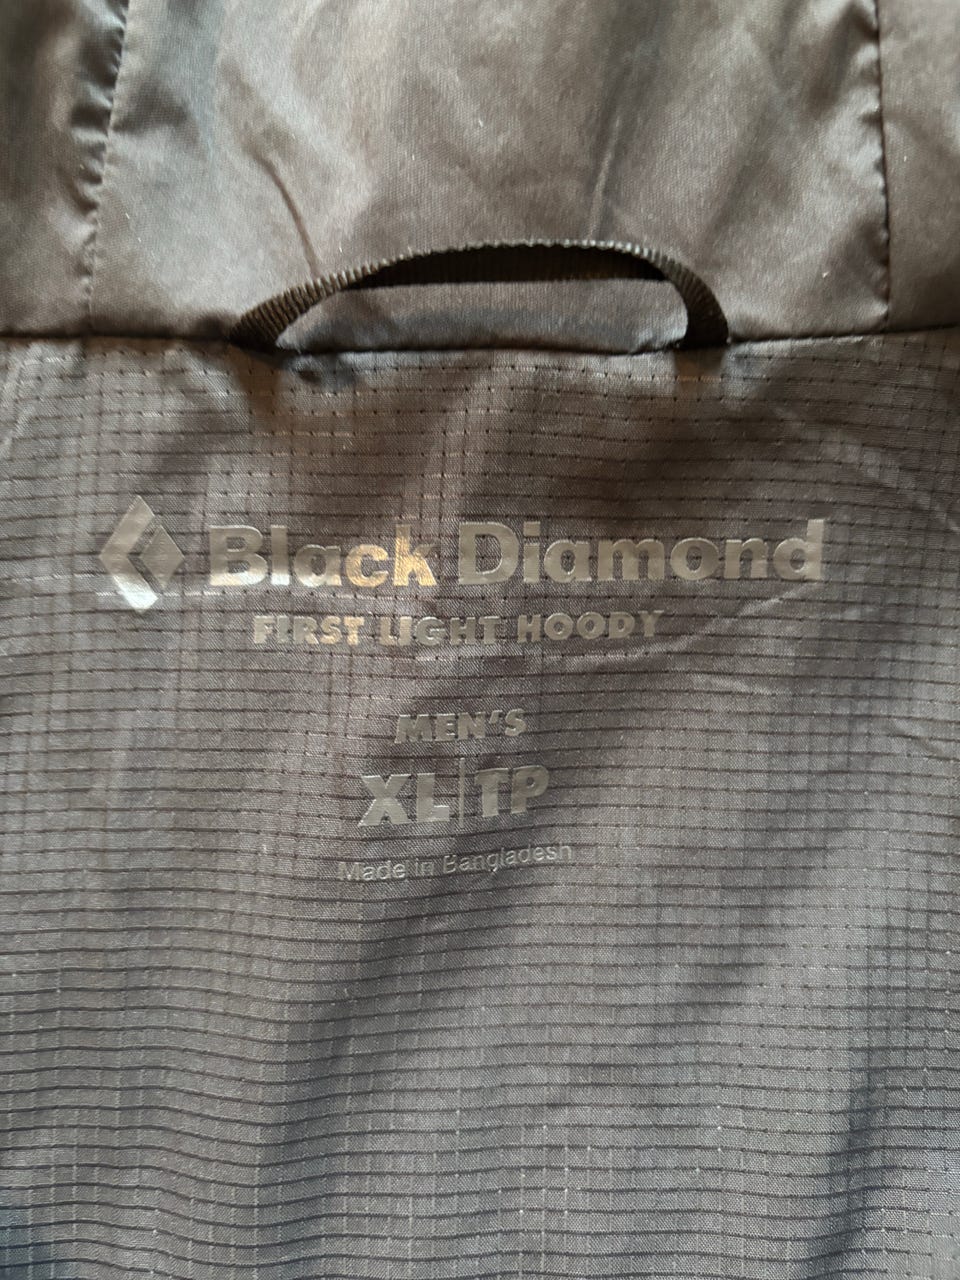 Black Diamond
FIRST LIGHT HOODY
MEN'S
XL|TP
Made in Bangladesh